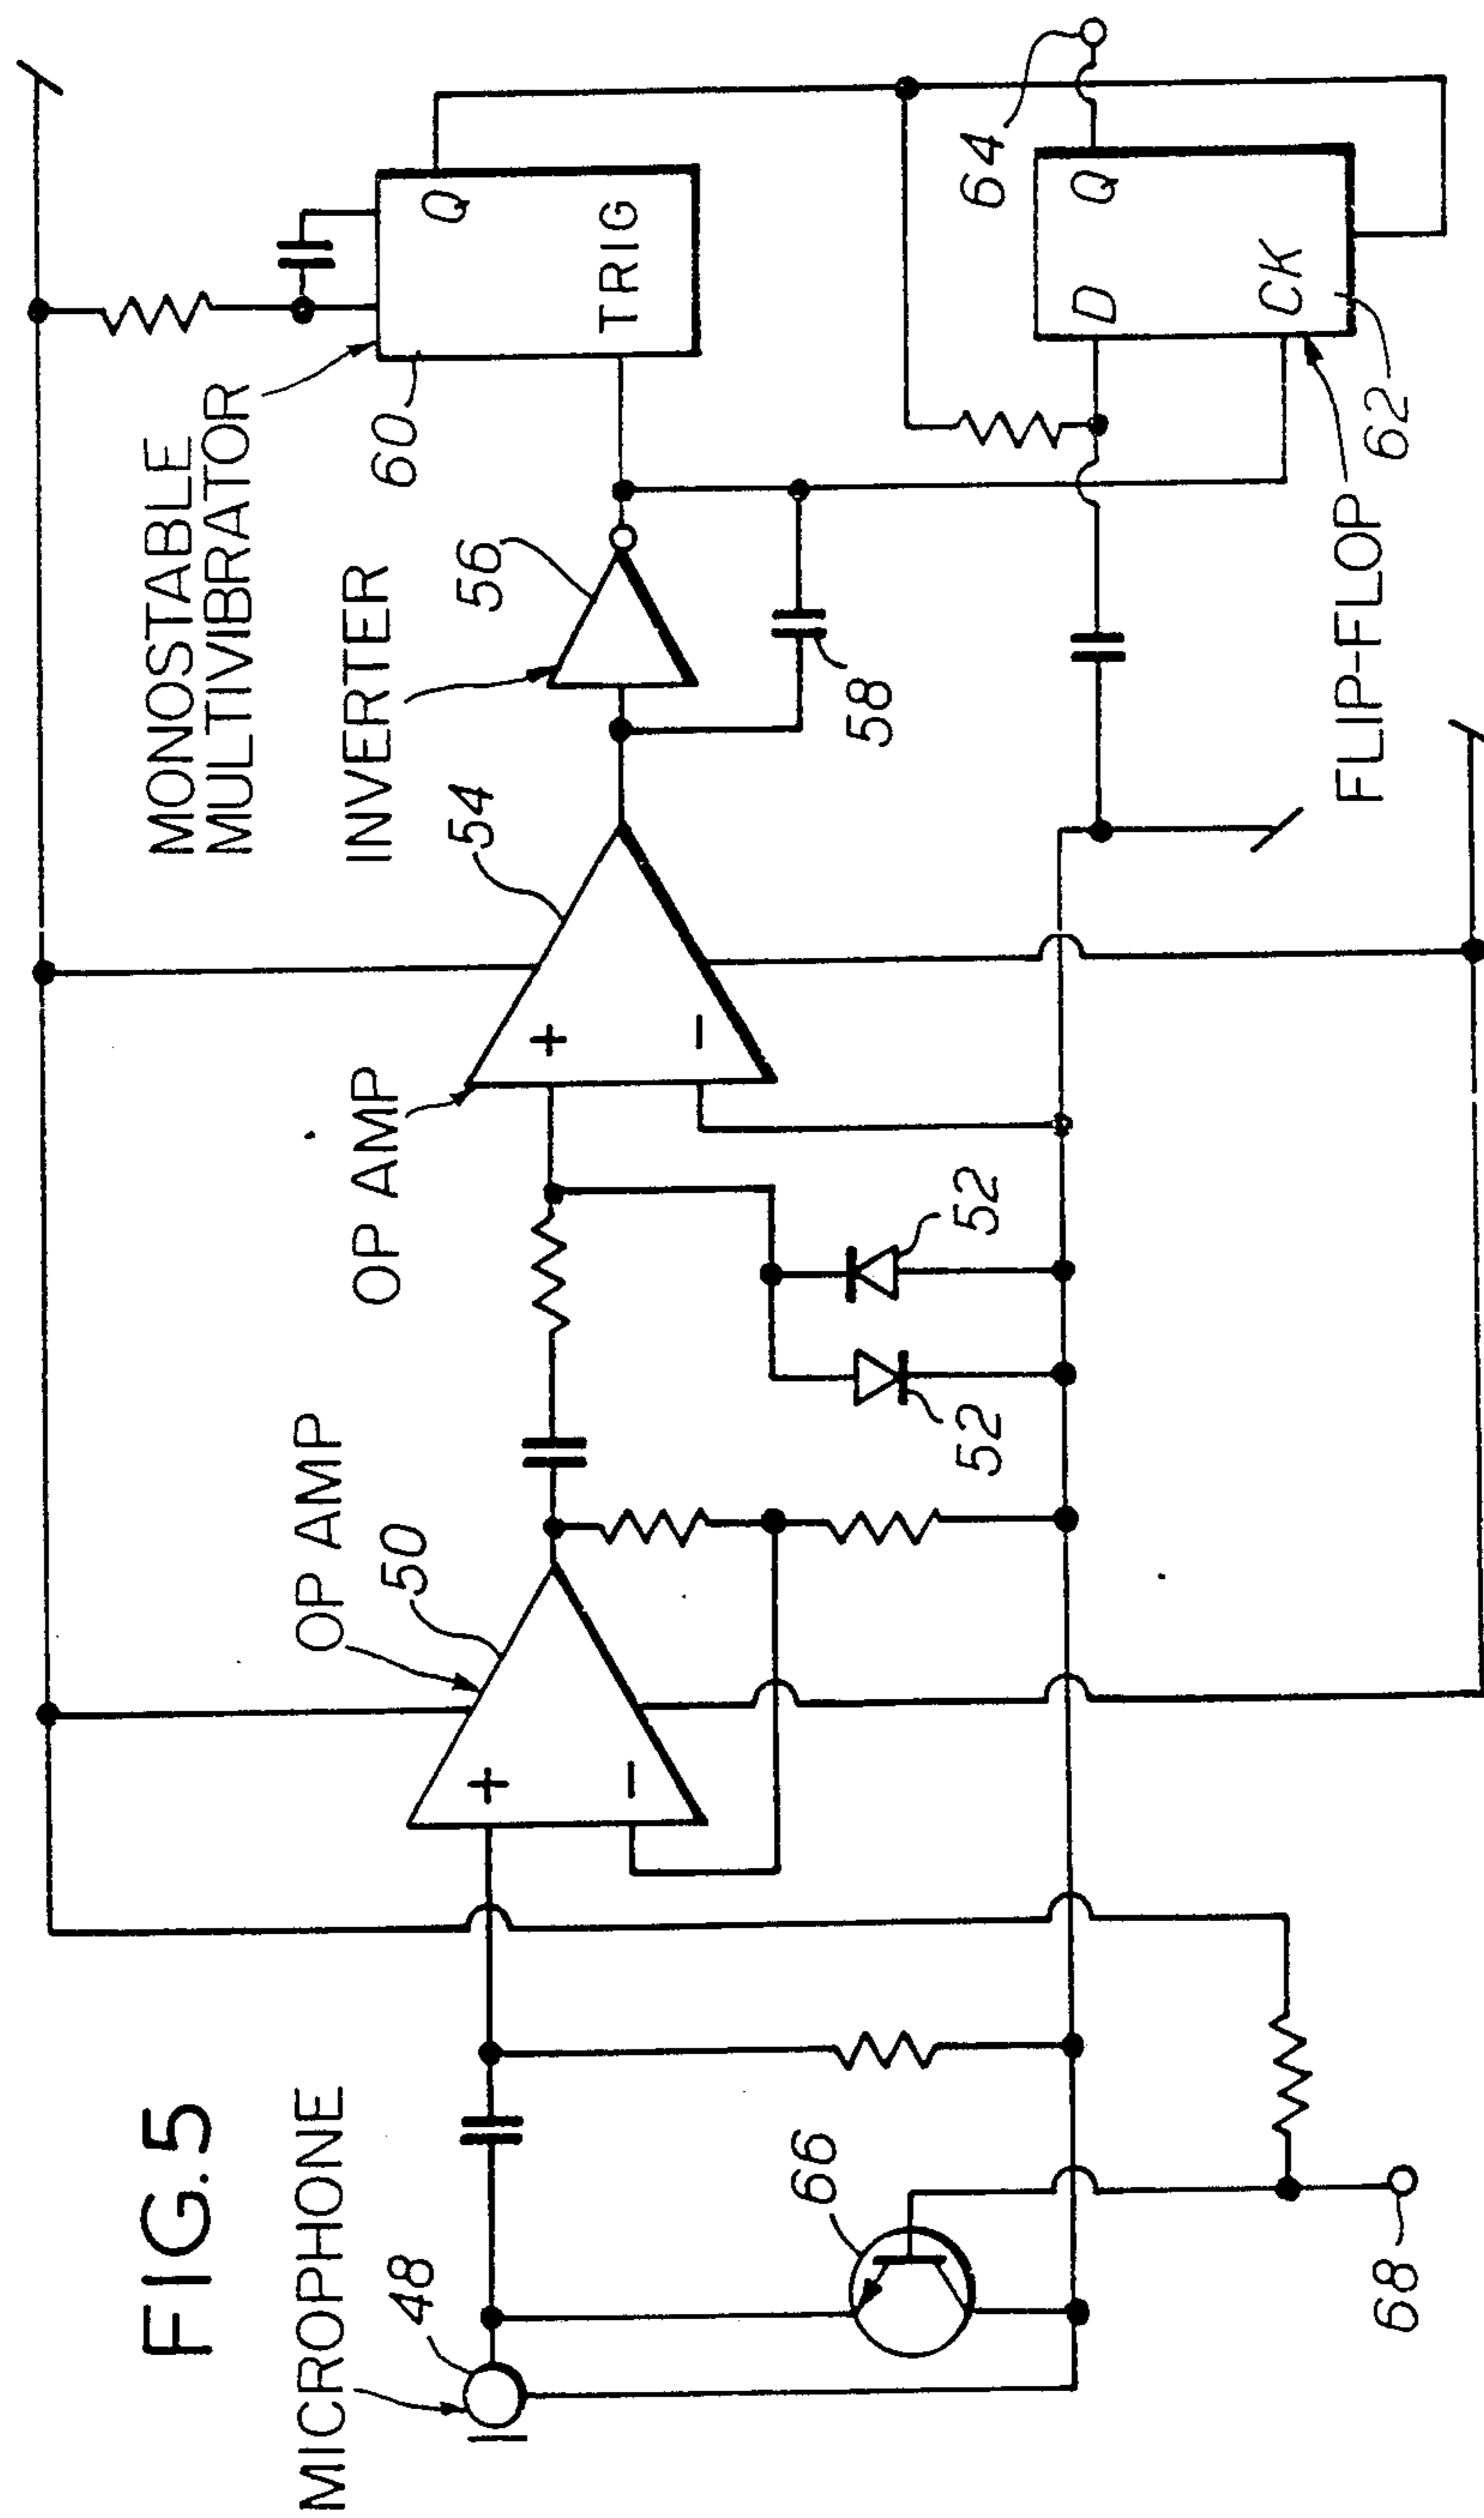 FIG.5
MICROPHONE
48
66
68
OP AMP
50
+
−
52
52
OP AMP
54
+
−
INVERTER
56
58
MONOSTABLE
MULTIVIBRATOR
60
Q
TRIG
FLIP-FLOP
62
D
Q
CK
64